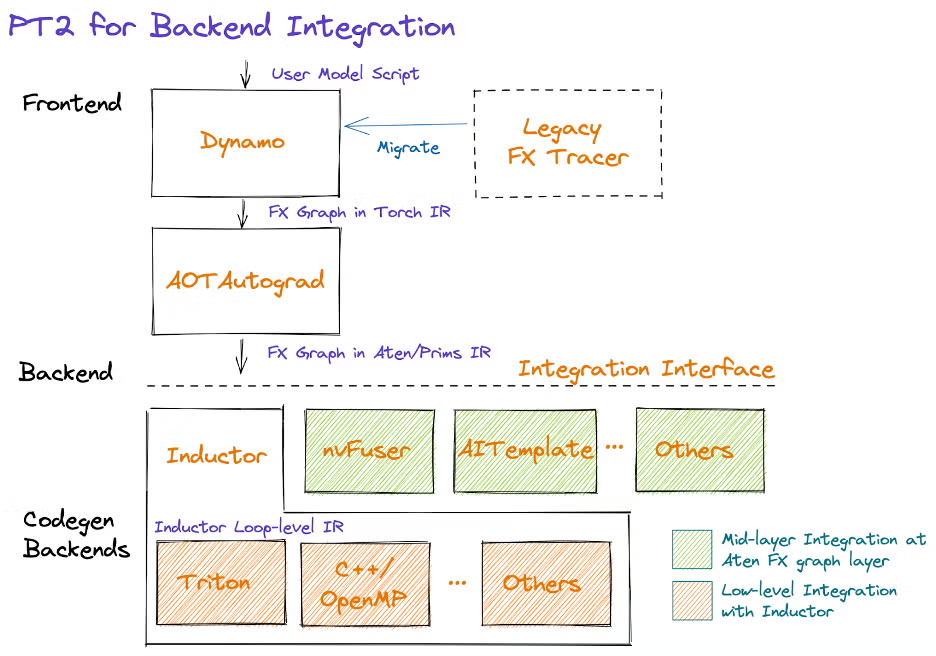 PT2 for Backend Integration
User Model Script
Frontend
Dynamo
Migrate
Legacy
FX Tracer
FX Graph in Torch IR
AOTAutograd
FX Graph in Aten/Prims IR
Backend
Integration Interface
Inductor
nvFuser
AITemplate
...
Others
Codegen
Backends
Inductor Loop-level IR
Triton
C++/
OpenMP
...
Others
Mid-layer Integration at
Aten FX graph layer
Low-level Integration
with Inductor